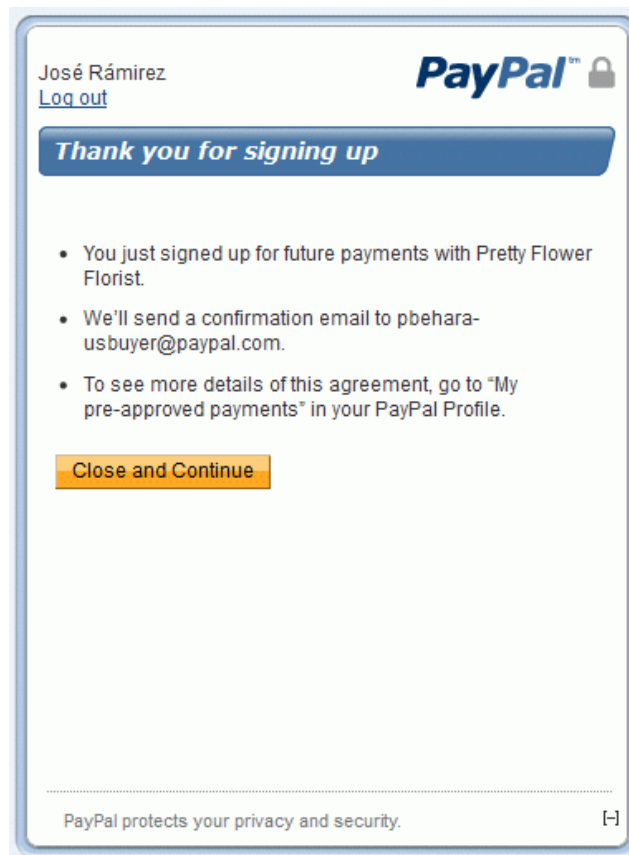 José Rámirez
Log out
PayPal™
Thank you for signing up
• You just signed up for future payments with Pretty Flower
Florist.
• We'll send a confirmation email to pbehara-
usbuyer@paypal.com.
• To see more details of this agreement, go to “My
pre-approved payments” in your PayPal Profile.
Close and Continue
PayPal protects your privacy and security.
[–]